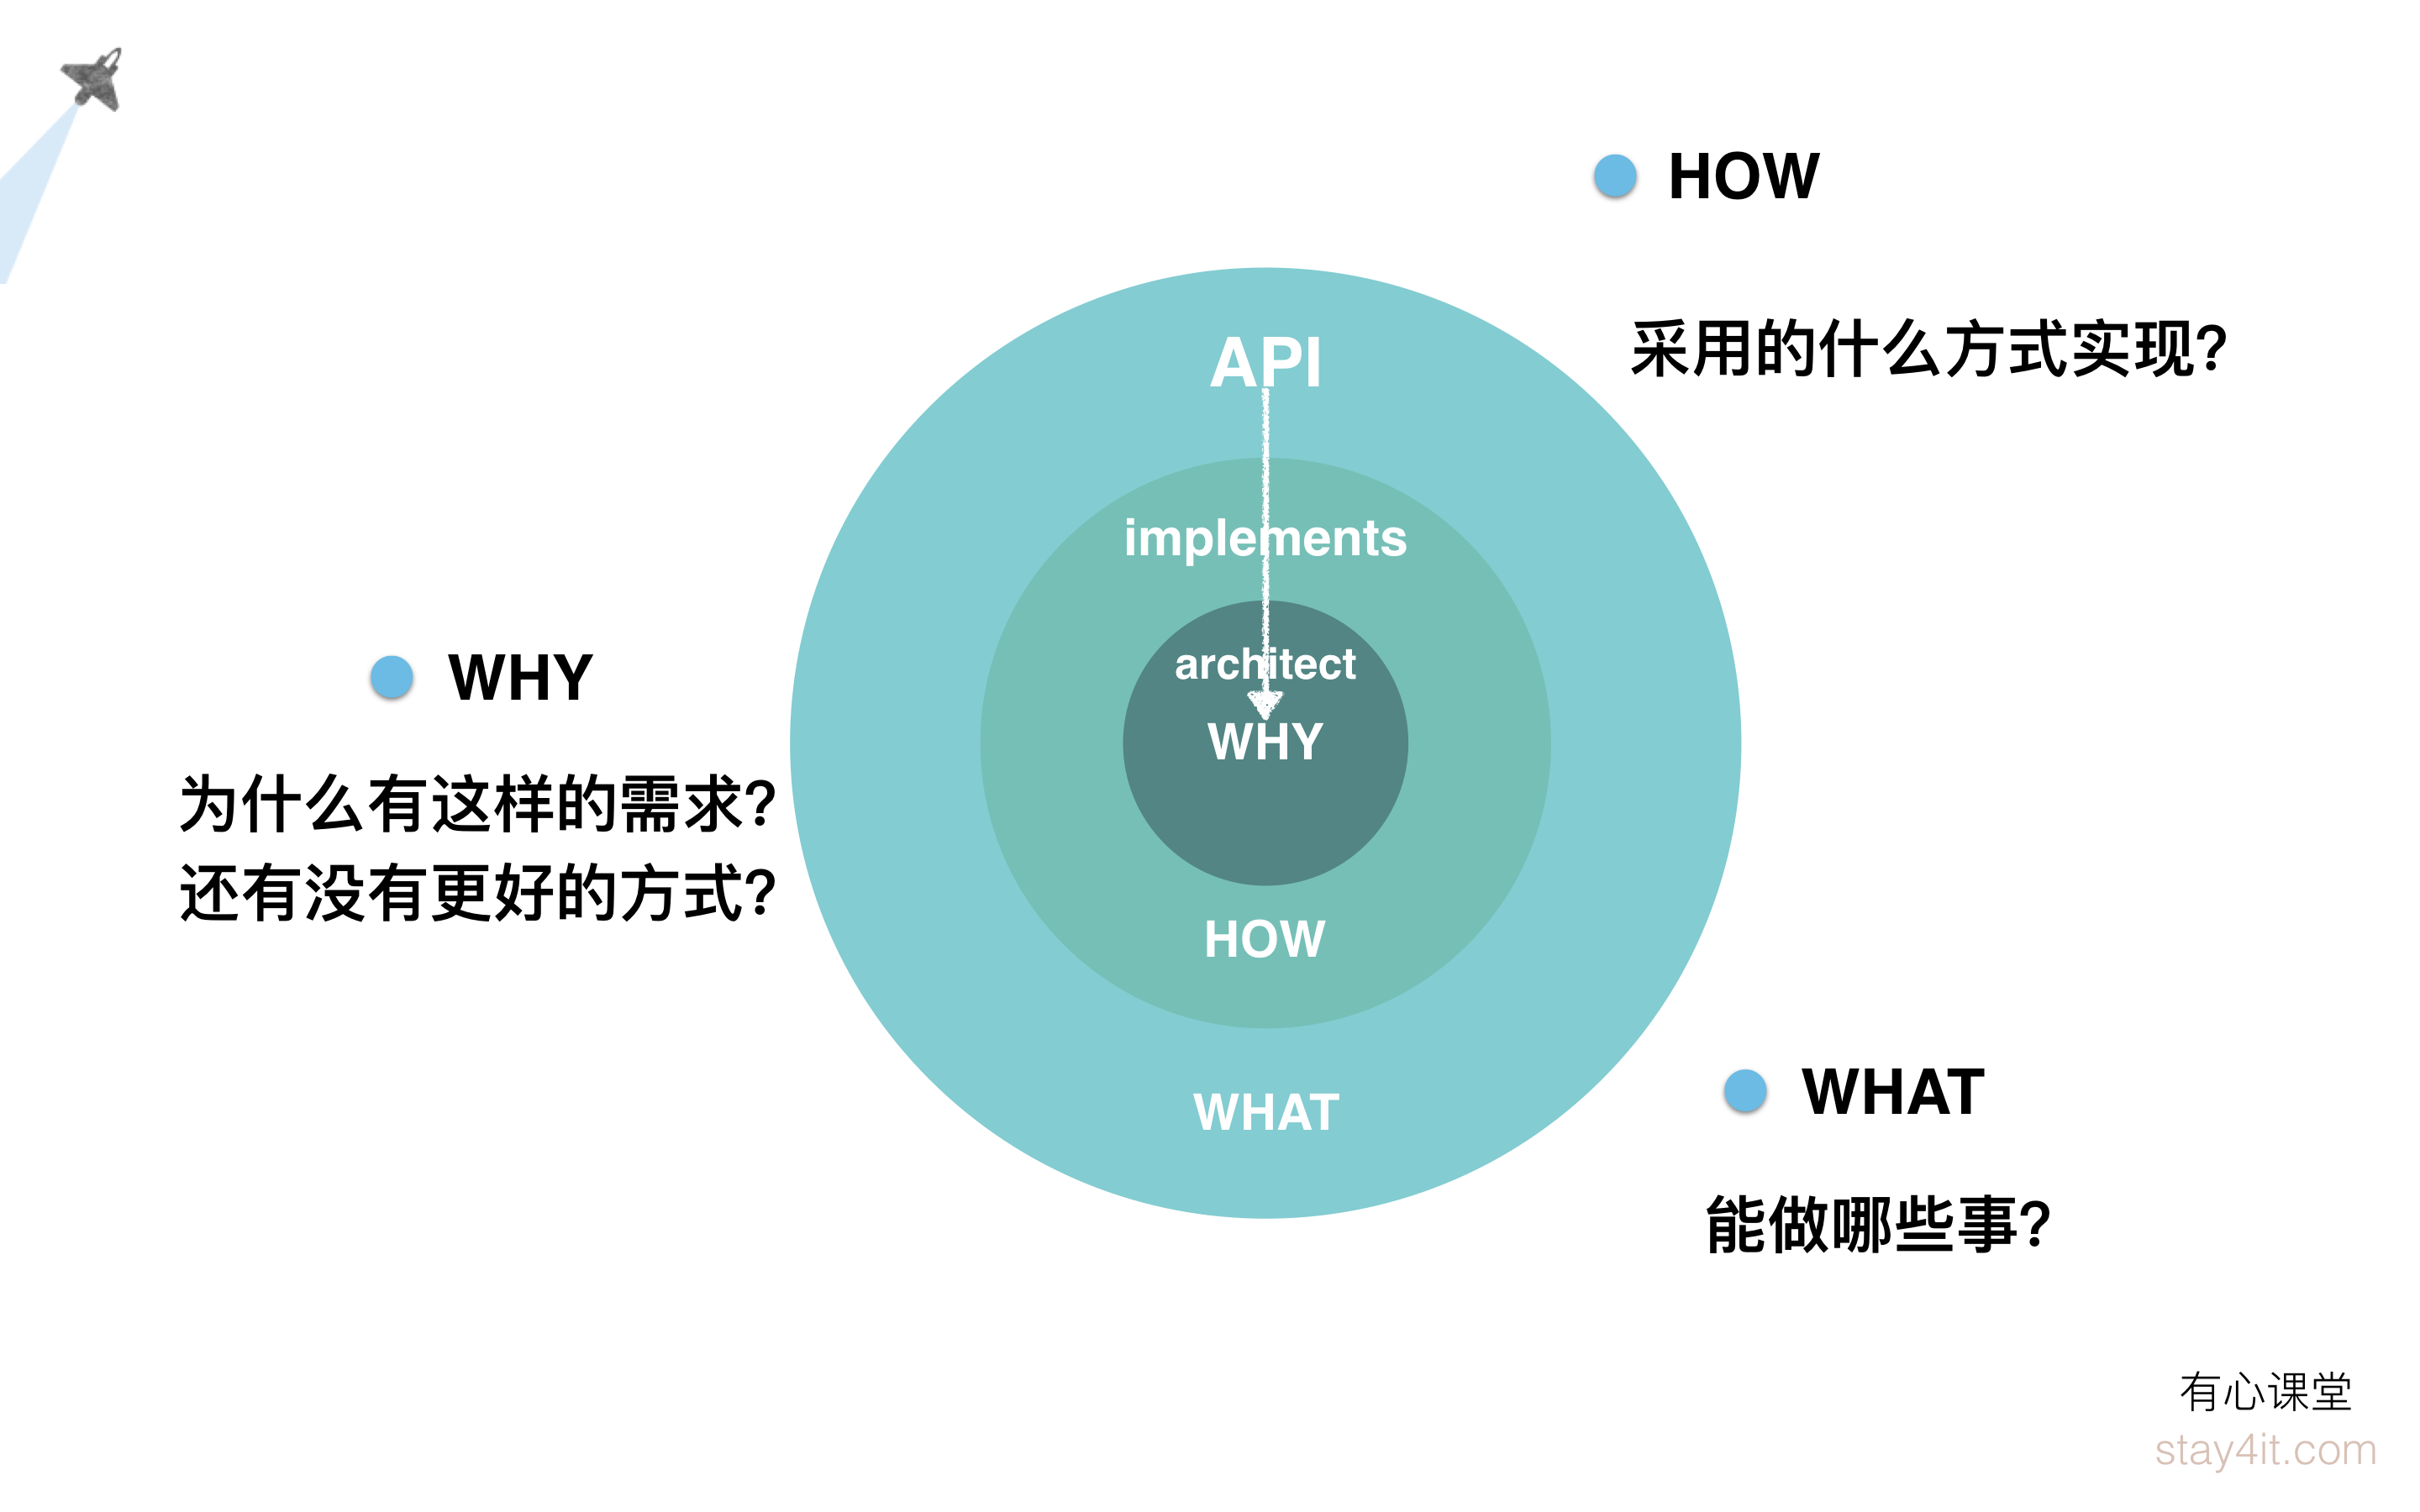 HOW
采用的什么方式实现?
API
implements
architect
WHY
HOW
WHAT
WHY
为什么有这样的需求?
还有没有更好的方式?
WHAT
能做哪些事?
有心课堂
stay4it.com